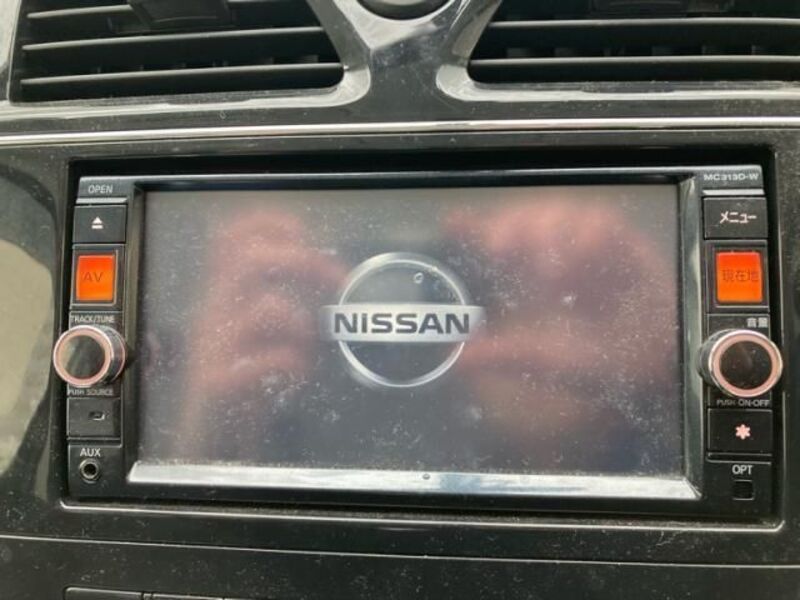 OPEN
MC313D-W
メニュー
AV
現在地
TRACK/TUNE
音量
NISSAN
PUSH SOURCE
PUSH ON-OFF
AUX
OPT